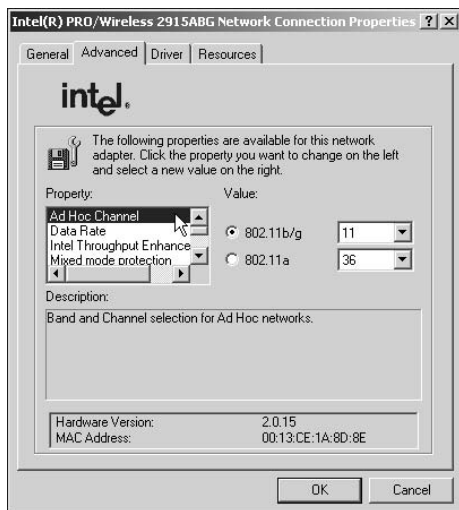 Intel(R) PRO/Wireless 2915ABG Network Connection Properties ? X
General Advanced Driver Resources
intel®
The following properties are available for this network
adapter. Click the property you want to change on the left
and select a new value on the right.
Property: Value:
Ad Hoc Channel
Data Rate
Intel Throughput Enhance
Mixed mode protection
802.11b/g 11
802.11a 36
Description:
Band and Channel selection for Ad Hoc networks.
Hardware Version: 2.0.15
MAC Address: 00:13:CE:1A:8D:8E
OK Cancel